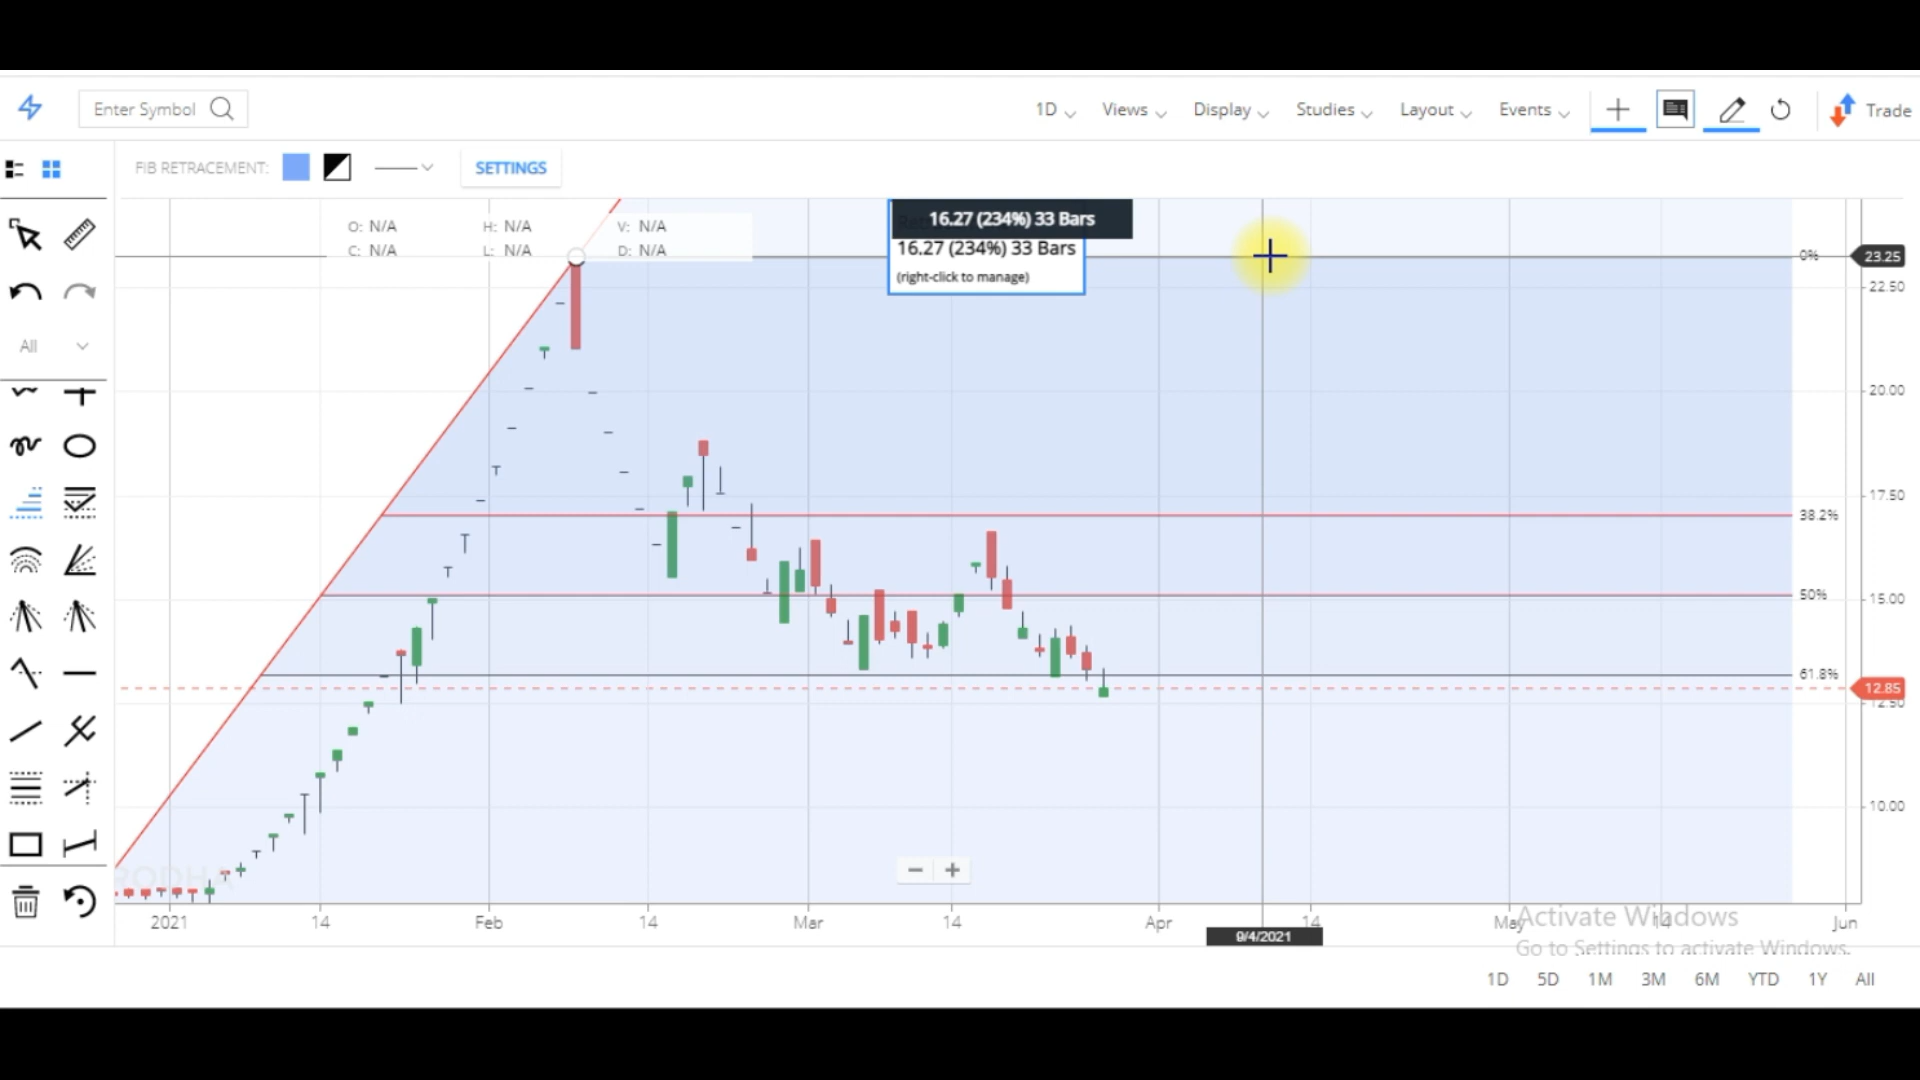 Enter Symbol
1D Views Display Studies Layout Events Trade
FIB RETRACEMENT: SETTINGS
O: N/A H: N/A V: N/A
C: N/A L: N/A D: N/A
16.27 (234%) 33 Bars
16.27 (234%) 33 Bars
(right-click to manage)
0% 23.25
22.50
All
20.00
17.50
38.2%
50% 15.00
61.8%
12.85
12.50
10.00
RODHA
2021 14 Feb 14 Mar 14 Apr 14 May 14 Jun
9/4/2021
Activate Windows
Go to Settings to activate Windows.
1D 5D 1M 3M 6M YTD 1Y All